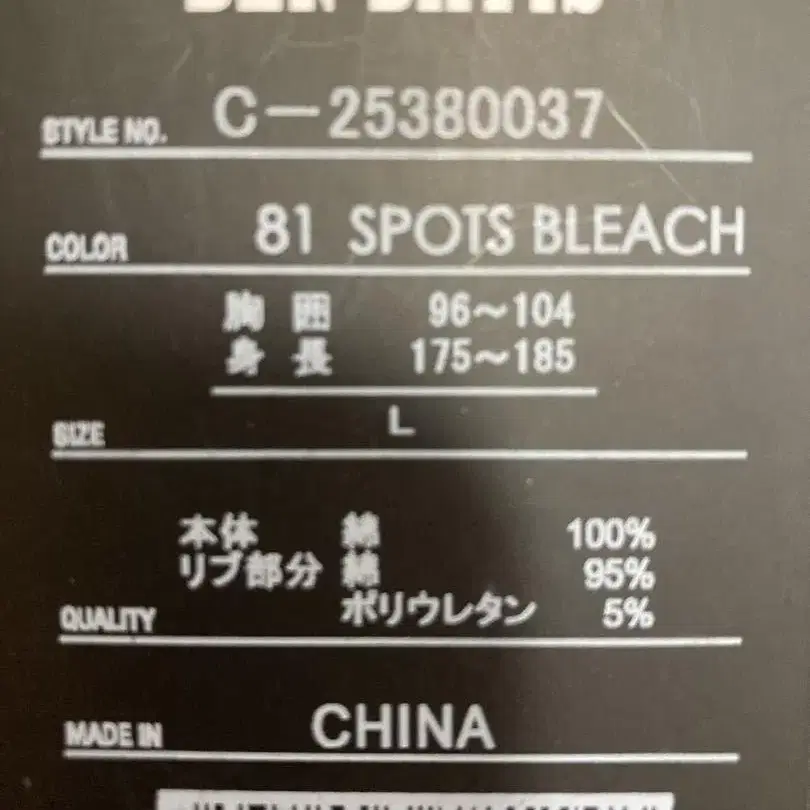 STYLE NO. C-25380037
COLOR 81 SPOTS BLEACH
胸囲 96~104
身長 175~185
SIZE L
本体 綿 100%
リブ部分 綿 95%
ポリウレタン 5%
QUALITY
MADE IN CHINA